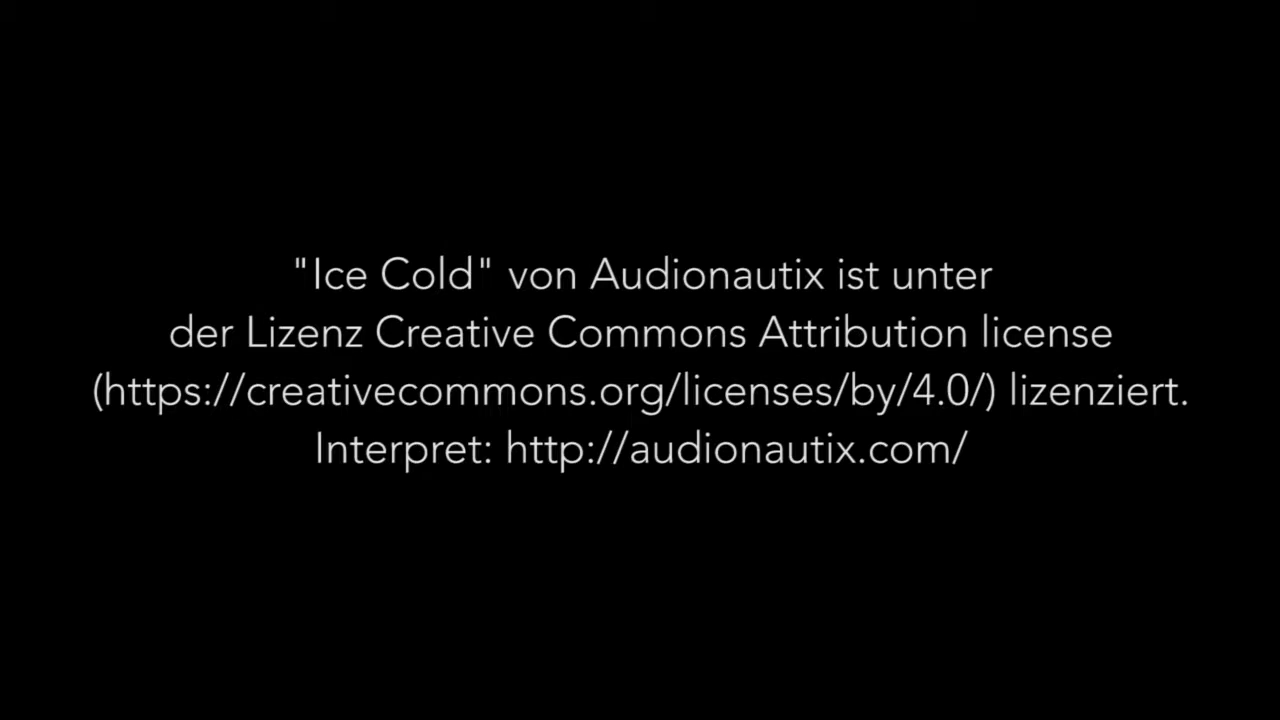 "Ice Cold" von Audionautix ist unter
der Lizenz Creative Commons Attribution license
(https://creativecommons.org/licenses/by/4.0/) lizenziert.
Interpret: http://audionautix.com/